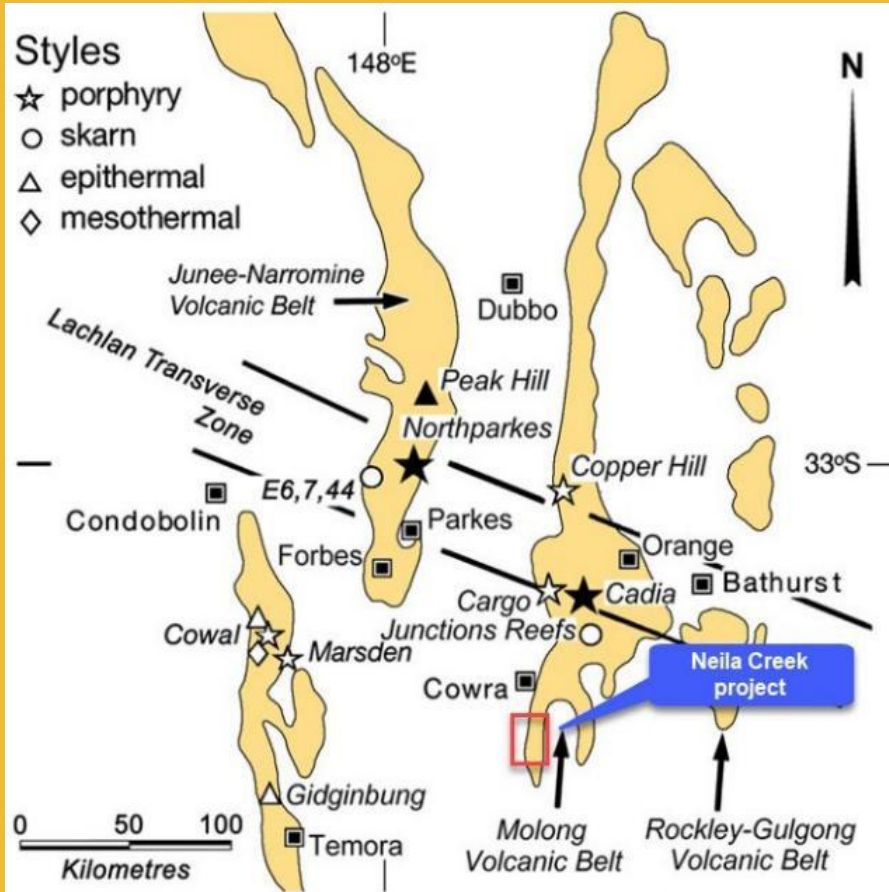 Styles
porphyry
skarn
epithermal
mesothermal
148ºE
N
Junee-Narromine
Volcanic Belt
Dubbo
Lachlan Transverse
Zone
Peak Hill
Northparkes
Copper Hill
33ºS
E6,7,44
Condobolin
Parkes
Forbes
Orange
Bathurst
Cargo
Cadia
Junctions Reefs
Cowal
Marsden
Cowra
Neila Creek
project
Gidginbung
Temora
0 50 100
Kilometres
Molong
Volcanic Belt
Rockley-Gulgong
Volcanic Belt